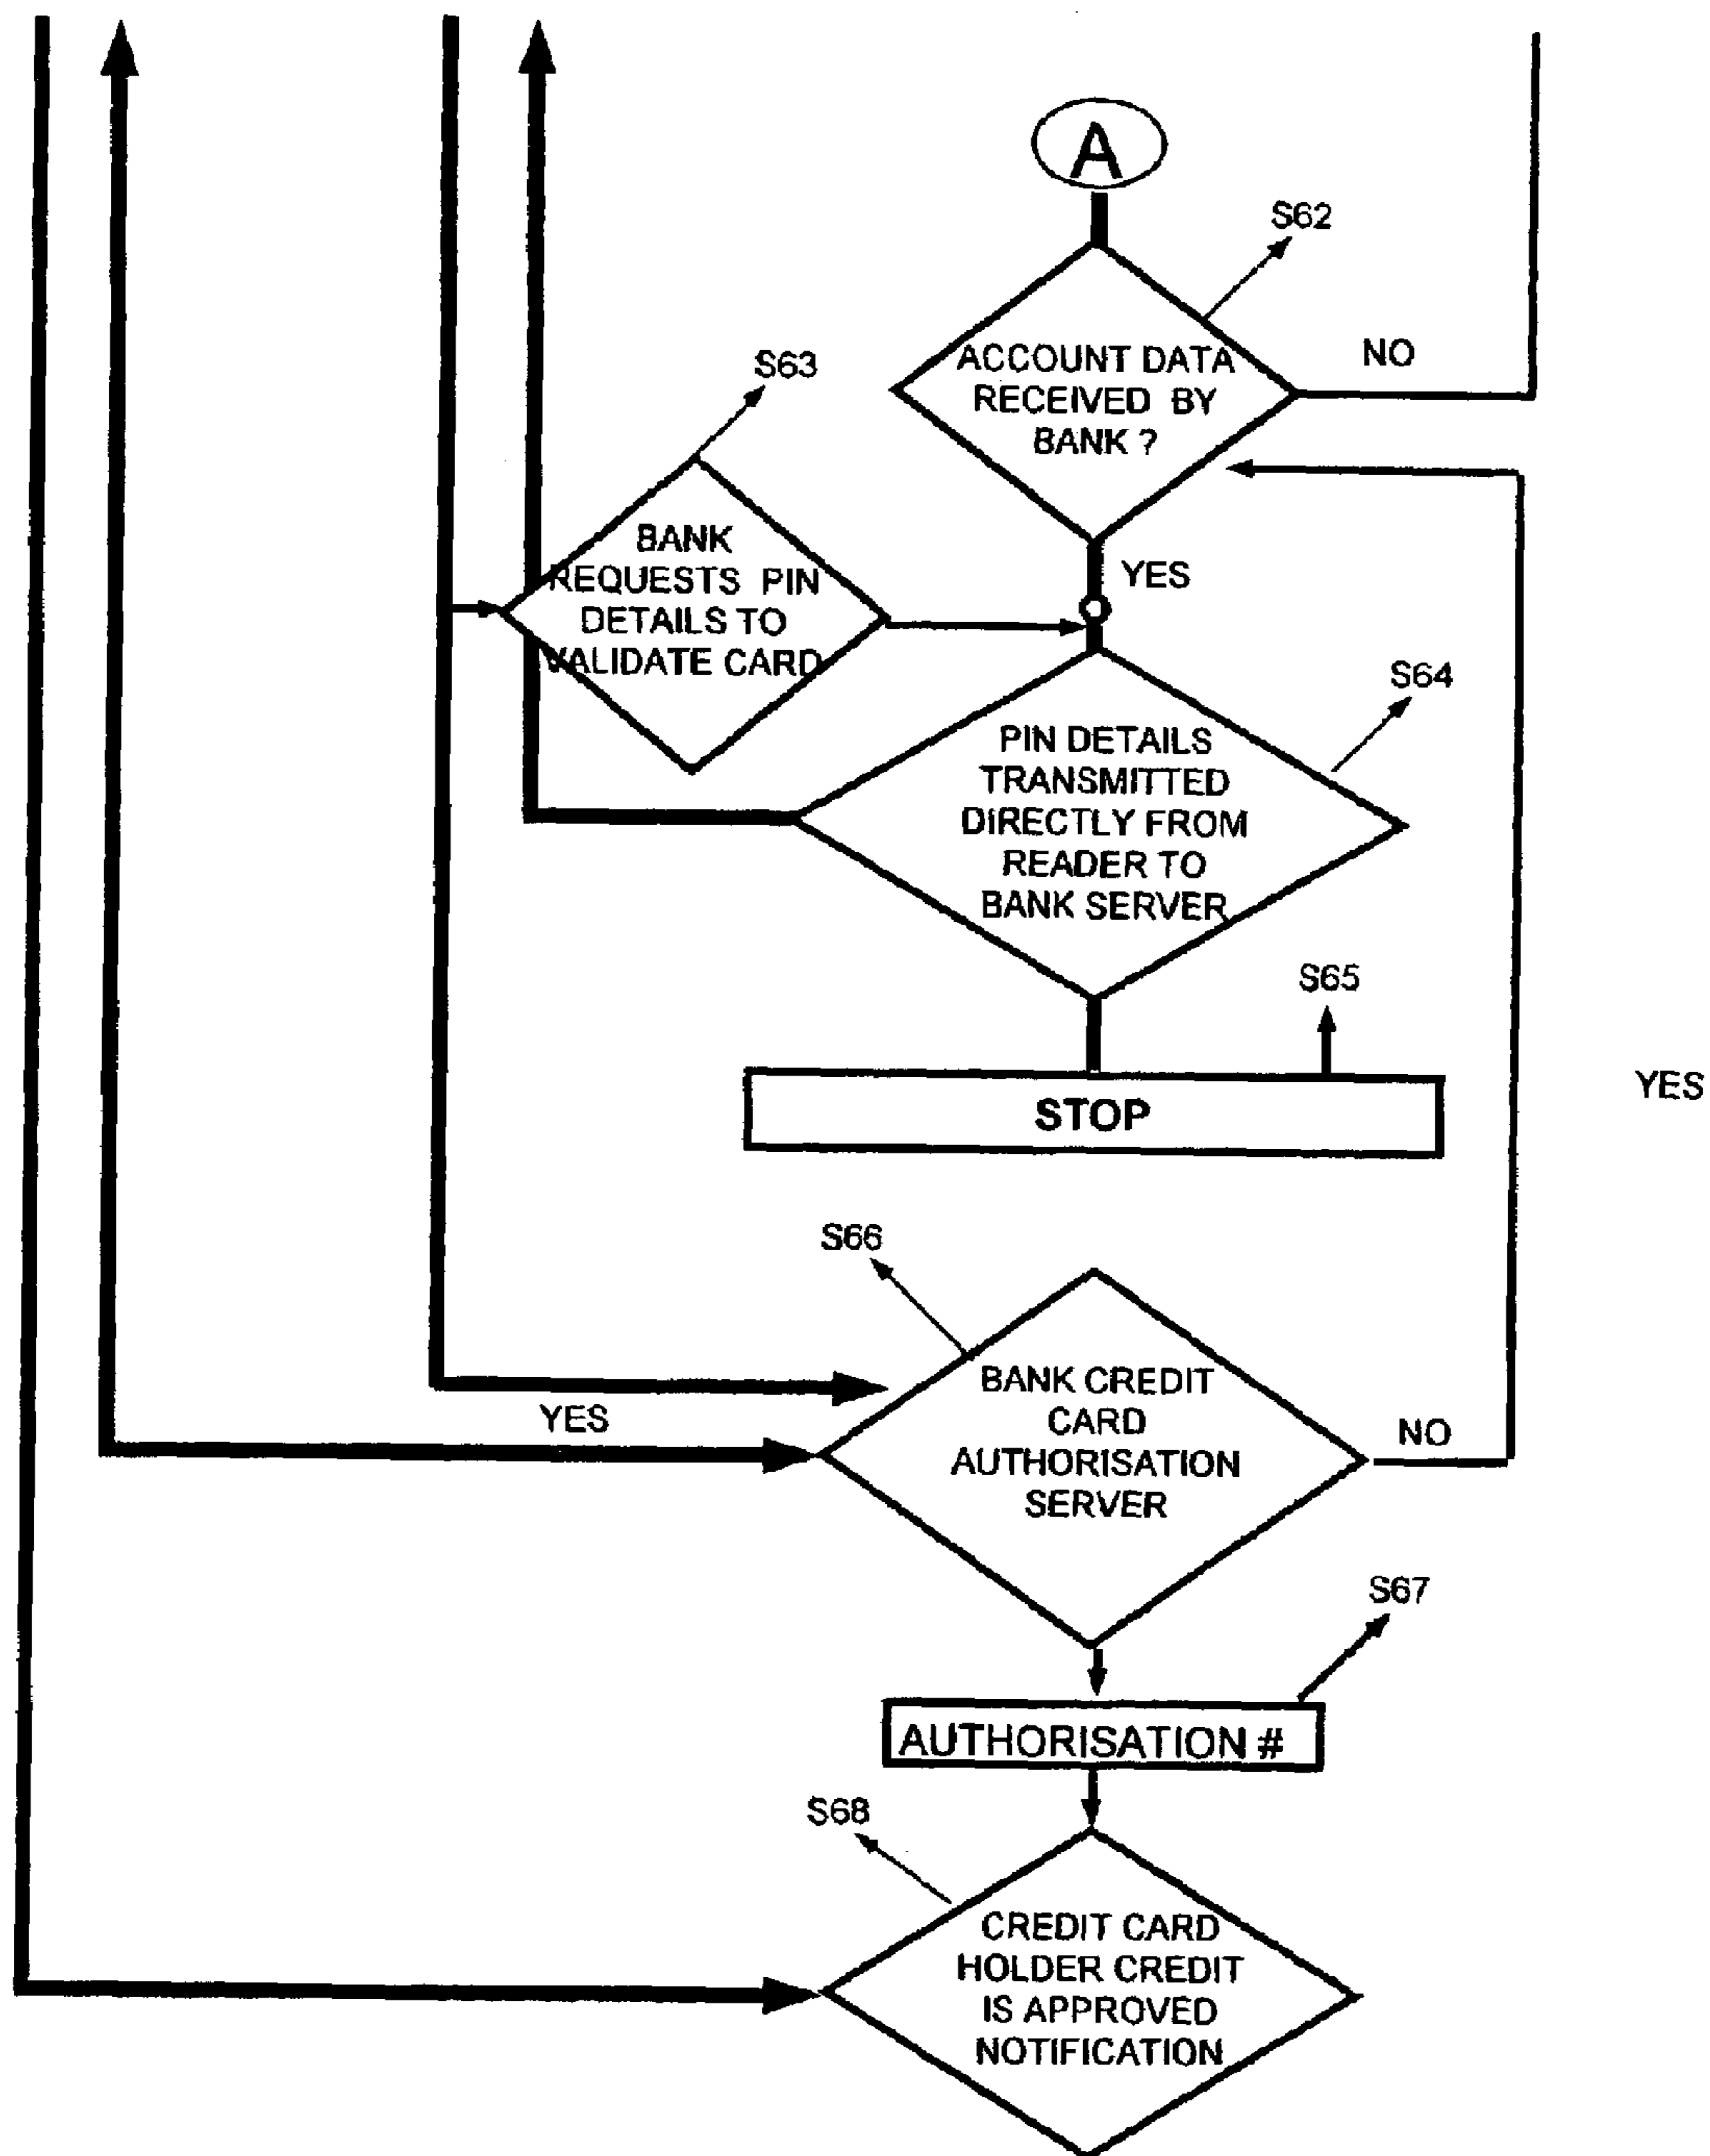 A
S62
ACCOUNT DATA
RECEIVED BY
BANK ?
NO
S63
BANK
REQUESTS PIN
DETAILS TO
VALIDATE CARD
YES
S64
PIN DETAILS
TRANSMITTED
DIRECTLY FROM
READER TO
BANK SERVER
S65
STOP
YES
S66
BANK CREDIT
CARD
AUTHORISATION
SERVER
YES
NO
S67
AUTHORISATION #
S68
CREDIT CARD
HOLDER CREDIT
IS APPROVED
NOTIFICATION